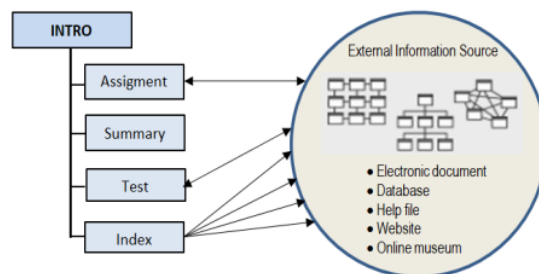 INTRO
Assigment
Summary
Test
Index
External Information Source
• Electronic document
• Database
• Help file
• Website
• Online museum